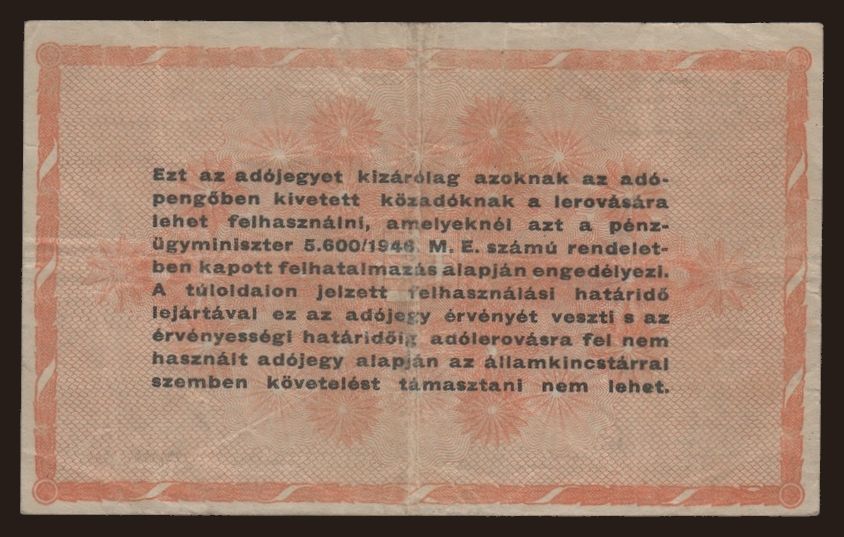 Ezt az adójegyet kizárólag azoknak az adó-
pengőben kivetett közadóknak a lerovására
lehet felhasználni, amelyeknél azt a pénz-
ügyminiszter 5.600/1946. M. E. számú rendelet-
ben kapott felhatalmazás alapján engedélyezi.
A túloldalon jelzett felhasználási határidő
lejártával ez az adójegy érvényét veszti s az
érvényességi határidőig adólerovásra fel nem
használt adójegy alapján az államkincstárral
szemben követelést támasztani nem lehet.